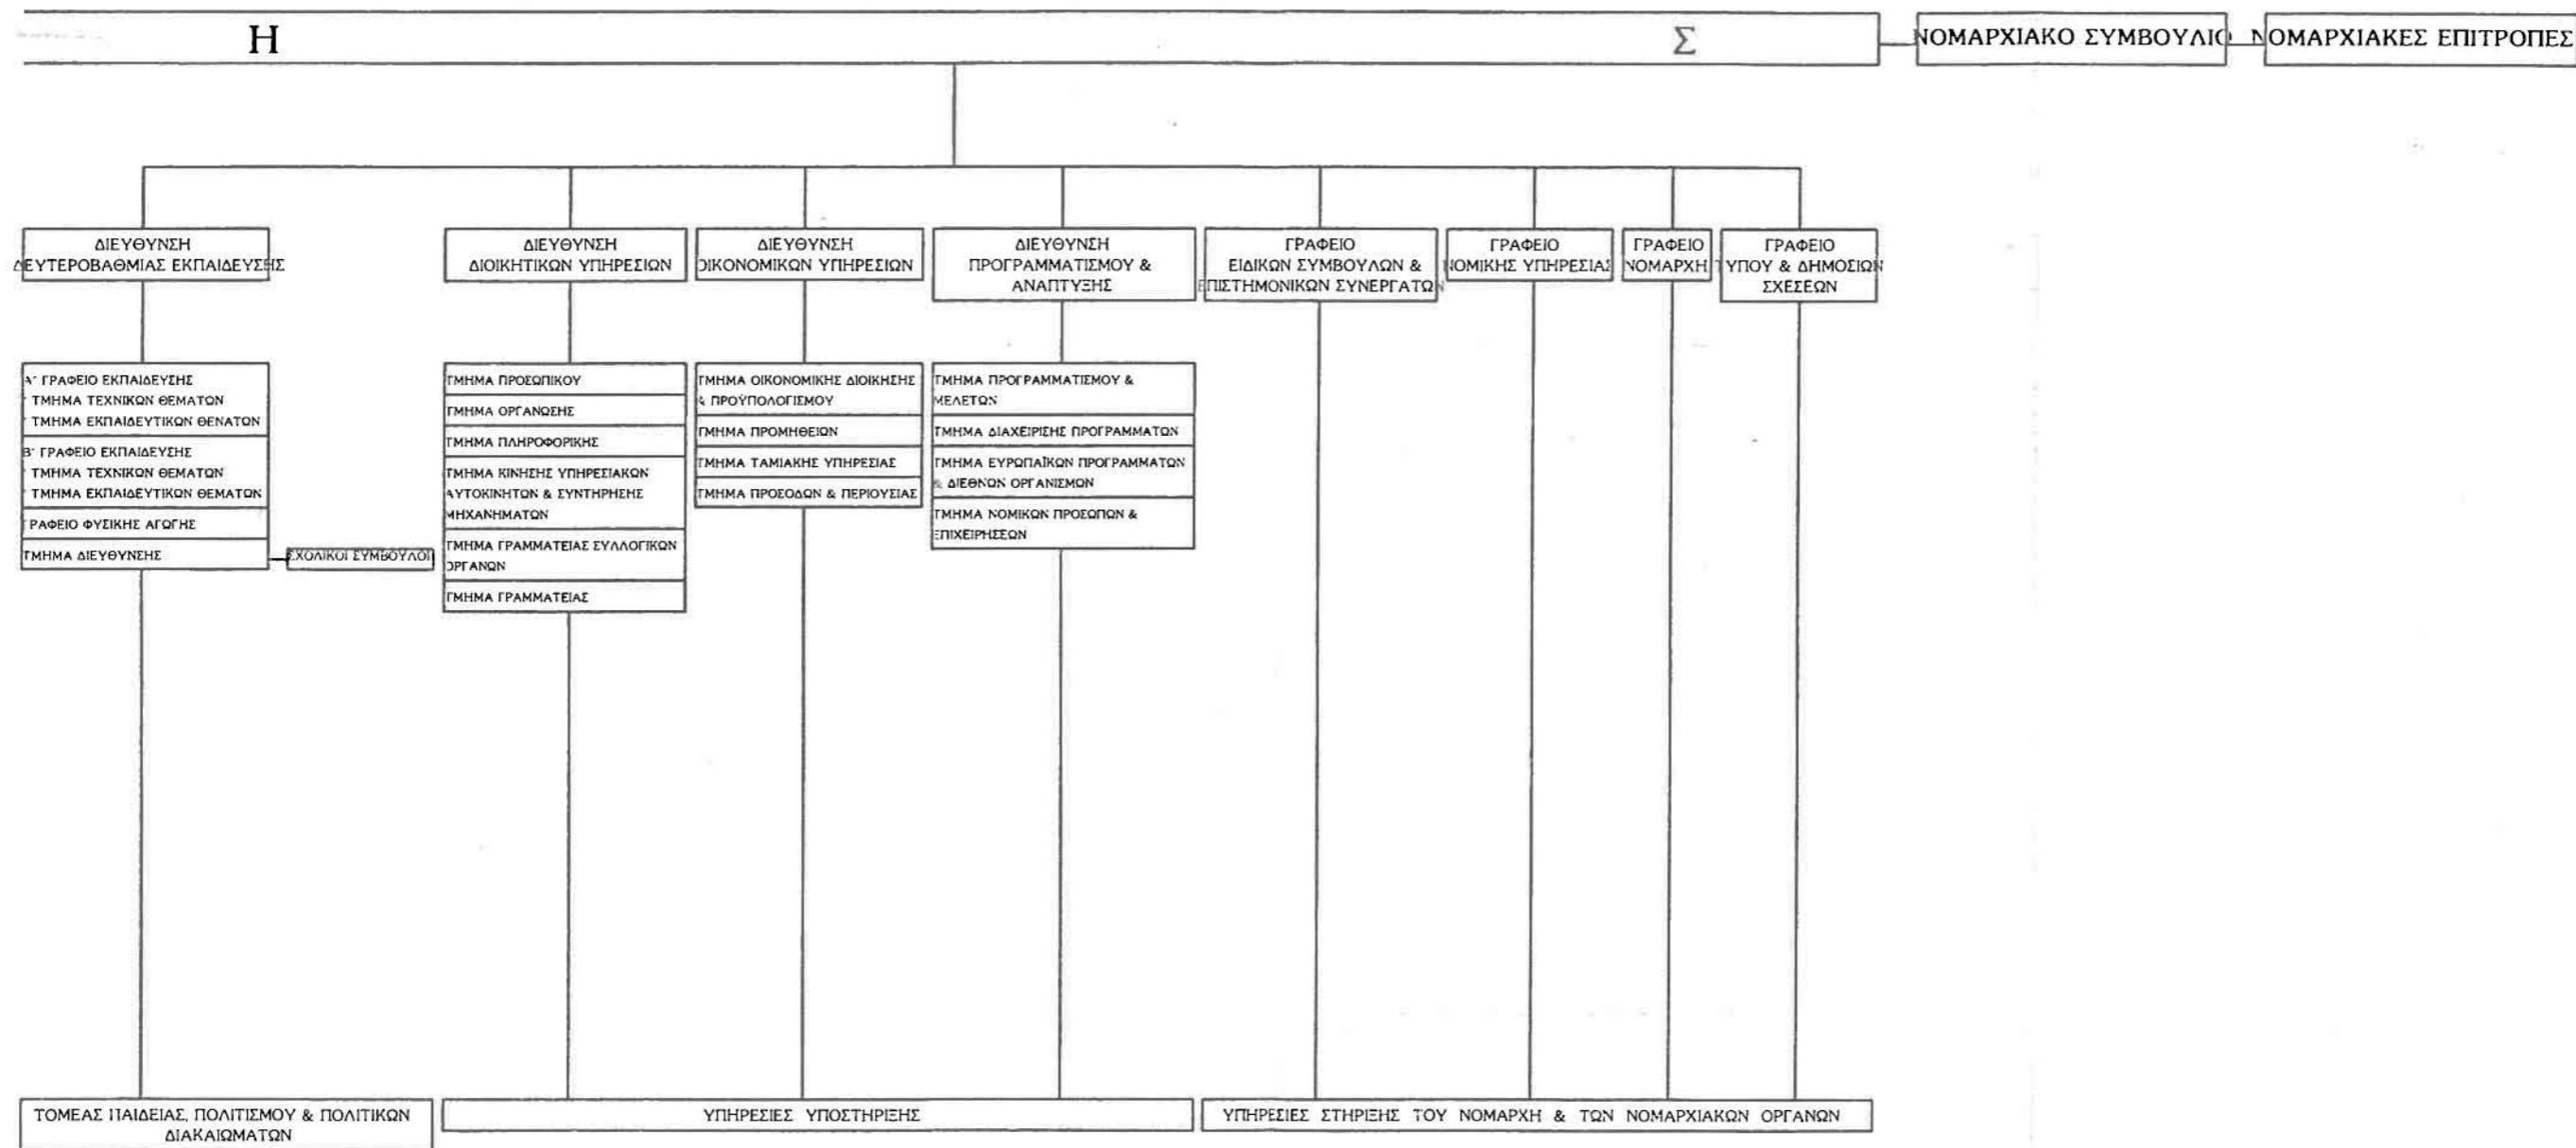 Η Σ
ΝΟΜΑΡΧΙΑΚΟ ΣΥΜΒΟΥΛΙΟ
ΝΟΜΑΡΧΙΑΚΕΣ ΕΠΙΤΡΟΠΕΣ
ΔΙΕΥΘΥΝΣΗ
ΔΕΥΤΕΡΟΒΑΘΜΙΑΣ ΕΚΠΑΙΔΕΥΣΗΣ
ΔΙΕΥΘΥΝΣΗ
ΔΙΟΙΚΗΤΙΚΩΝ ΥΠΗΡΕΣΙΩΝ
ΔΙΕΥΘΥΝΣΗ
ΟΙΚΟΝΟΜΙΚΩΝ ΥΠΗΡΕΣΙΩΝ
ΔΙΕΥΘΥΝΣΗ
ΠΡΟΓΡΑΜΜΑΤΙΣΜΟΥ &
ΑΝΑΠΤΥΞΗΣ
ΓΡΑΦΕΙΟ
ΕΙΔΙΚΩΝ ΣΥΜΒΟΥΛΩΝ &
ΕΠΙΣΤΗΜΟΝΙΚΩΝ ΣΥΝΕΡΓΑΤΩΝ
ΓΡΑΦΕΙΟ
ΝΟΜΙΚΗΣ ΥΠΗΡΕΣΙΑΣ
ΓΡΑΦΕΙΟ
ΝΟΜΑΡΧΗ
ΓΡΑΦΕΙΟ
ΤΥΠΟΥ & ΔΗΜΟΣΙΩΝ
ΣΧΕΣΕΩΝ
Α' ΓΡΑΦΕΙΟ ΕΚΠΑΙΔΕΥΣΗΣ
' ΤΜΗΜΑ ΤΕΧΝΙΚΩΝ ΘΕΜΑΤΩΝ
' ΤΜΗΜΑ ΕΚΠΑΙΔΕΥΤΙΚΩΝ ΘΕΝΑΤΩΝ
Β' ΓΡΑΦΕΙΟ ΕΚΠΑΙΔΕΥΣΗΣ
' ΤΜΗΜΑ ΤΕΧΝΙΚΩΝ ΘΕΜΑΤΩΝ
' ΤΜΗΜΑ ΕΚΠΑΙΔΕΥΤΙΚΩΝ ΘΕΜΑΤΩΝ
ΓΡΑΦΕΙΟ ΦΥΣΙΚΗΣ ΑΓΩΓΗΣ
ΤΜΗΜΑ ΔΙΕΥΘΥΝΣΗΣ
ΣΧΟΛΙΚΟΙ ΣΥΜΒΟΥΛΟΙ
ΤΜΗΜΑ ΠΡΟΣΩΠΙΚΟΥ
ΤΜΗΜΑ ΟΡΓΑΝΩΣΗΣ
ΤΜΗΜΑ ΠΛΗΡΟΦΟΡΙΚΗΣ
ΤΜΗΜΑ ΚΙΝΗΣΗΣ ΥΠΗΡΕΣΙΑΚΩΝ
ΑΥΤΟΚΙΝΗΤΩΝ & ΣΥΝΤΗΡΗΣΗΣ
ΜΗΧΑΝΗΜΑΤΩΝ
ΤΜΗΜΑ ΓΡΑΜΜΑΤΕΙΑΣ ΣΥΛΛΟΓΙΚΩΝ
ΟΡΓΑΝΩΝ
ΤΜΗΜΑ ΓΡΑΜΜΑΤΕΙΑΣ
ΤΜΗΜΑ ΟΙΚΟΝΟΜΙΚΗΣ ΔΙΟΙΚΗΣΗΣ
& ΠΡΟΫΠΟΛΟΓΙΣΜΟΥ
ΤΜΗΜΑ ΠΡΟΜΗΘΕΙΩΝ
ΤΜΗΜΑ ΤΑΜΙΑΚΗΣ ΥΠΗΡΕΣΙΑΣ
ΤΜΗΜΑ ΠΡΟΣΟΔΩΝ & ΠΕΡΙΟΥΣΙΑΣ
ΤΜΗΜΑ ΠΡΟΓΡΑΜΜΑΤΙΣΜΟΥ &
ΜΕΛΕΤΩΝ
ΤΜΗΜΑ ΔΙΑΧΕΙΡΙΣΗΣ ΠΡΟΓΡΑΜΜΑΤΩΝ
ΤΜΗΜΑ ΕΥΡΩΠΑΪΚΩΝ ΠΡΟΓΡΑΜΜΑΤΩΝ
& ΔΙΕΘΝΩΝ ΟΡΓΑΝΙΣΜΩΝ
ΤΜΗΜΑ ΝΟΜΙΚΩΝ ΠΡΟΣΩΠΩΝ &
ΕΠΙΧΕΙΡΗΣΕΩΝ
ΤΟΜΕΑΣ ΠΑΙΔΕΙΑΣ, ΠΟΛΙΤΙΣΜΟΥ & ΠΟΛΙΤΙΚΩΝ
ΔΙΑΚΑΙΩΜΑΤΩΝ
ΥΠΗΡΕΣΙΕΣ ΥΠΟΣΤΗΡΙΞΗΣ
ΥΠΗΡΕΣΙΕΣ ΣΤΗΡΙΞΗΣ ΤΟΥ ΝΟΜΑΡΧΗ & ΤΩΝ ΝΟΜΑΡΧΙΑΚΩΝ ΟΡΓΑΝΩΝ